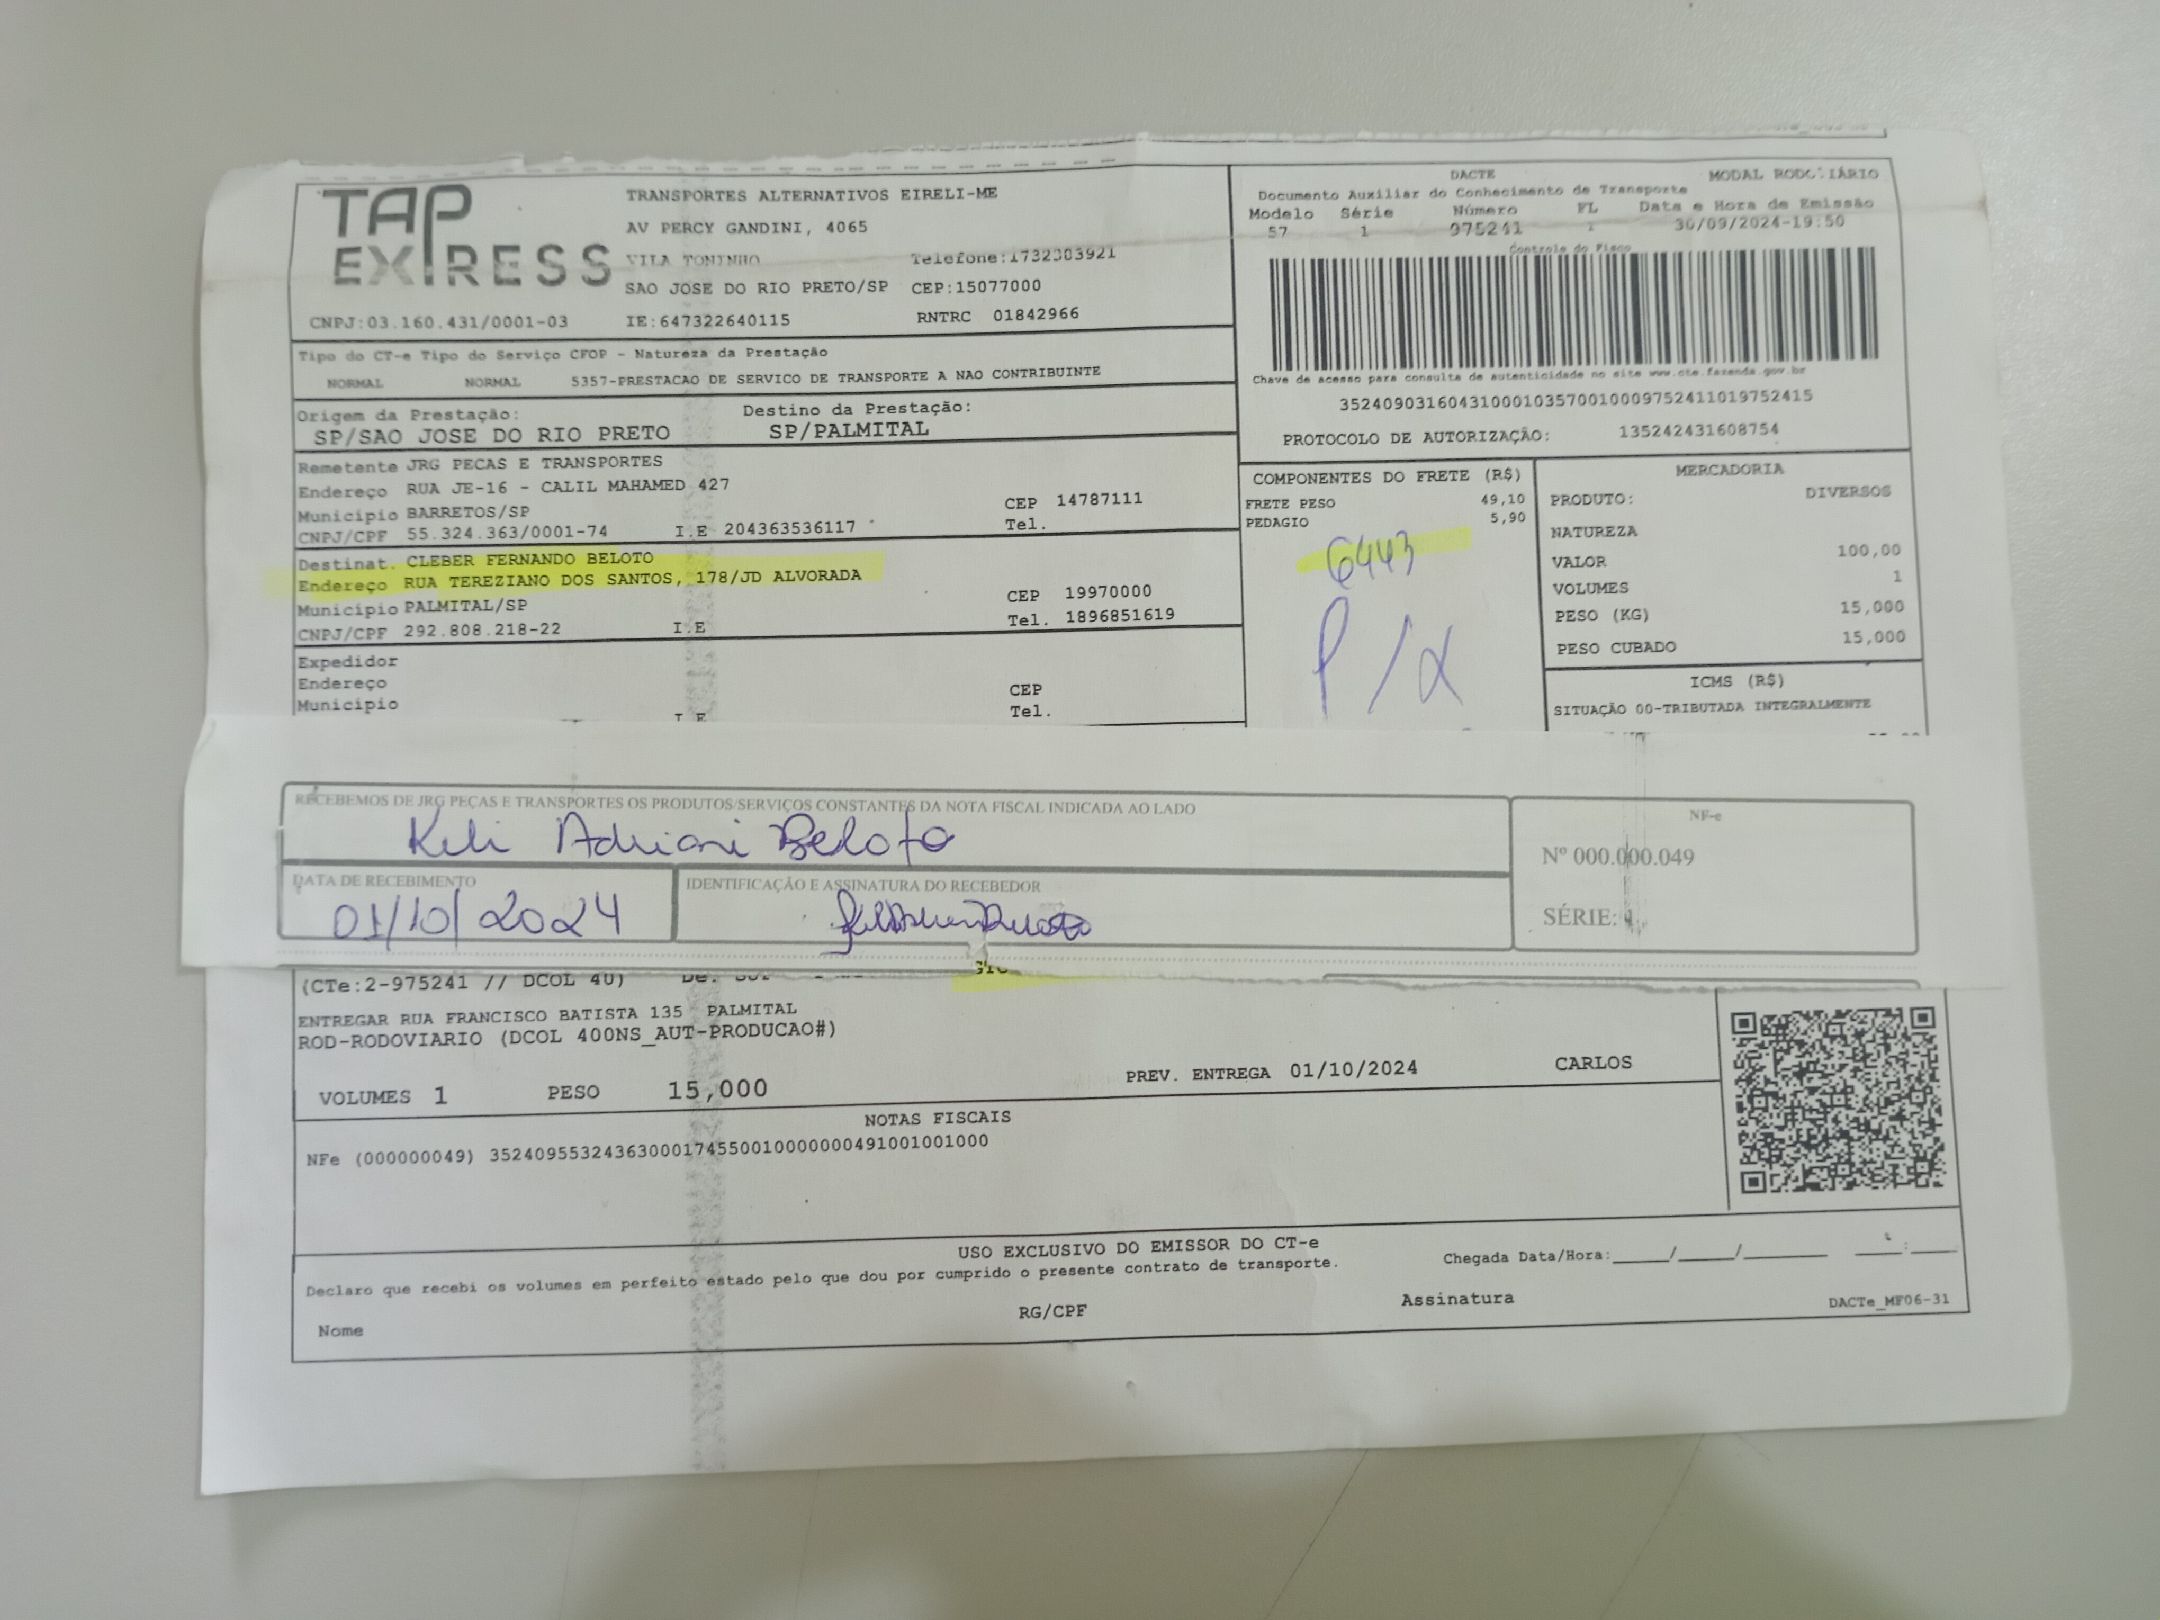 TAP EXPRESS
TRANSPORTES ALTERNATIVOS EIRELI-ME
AV PERCY GANDINI, 4065
VILA TONINHO Telefone:1732303921
SAO JOSE DO RIO PRETO/SP CEP:15077000
CNPJ:03.160.431/0001-03 IE:647322640115 RNTRC 01842966
DACTE MODAL RODOVIÁRIO
Documento Auxiliar do Conhecimento de Transporte
Modelo Série Número FL Data e Hora de Emissão
57 1 975241 1 30/09/2024-19:50
Controle do Fisco
Chave de acesso para consulta de autenticidade no site www.cte.fazenda.gov.br
35240903160431000103570010009752411019752415
PROTOCOLO DE AUTORIZAÇÃO: 135242431608754
Tipo do CT-e Tipo do Serviço CFOP - Natureza da Prestação
NORMAL NORMAL 5357-PRESTACAO DE SERVICO DE TRANSPORTE A NAO CONTRIBUINTE
Origem da Prestação: Destino da Prestação:
SP/SAO JOSE DO RIO PRETO SP/PALMITAL
Remetente JRG PECAS E TRANSPORTES
Endereço RUA JE-16 - CALIL MAHAMED 427
Municipio BARRETOS/SP CEP 14787111
CNPJ/CPF 55.324.363/0001-74 I.E 204363536117 Tel.
Destinat. CLEBER FERNANDO BELOTO
Endereço RUA TEREZIANO DOS SANTOS, 178/JD ALVORADA
Municipio PALMITAL/SP CEP 19970000
CNPJ/CPF 292.808.218-22 I.E Tel. 1896851619
Expedidor
Endereço CEP
Municipio Tel.
I.E
COMPONENTES DO FRETE (R$)
FRETE PESO 49,10
PEDAGIO 5,90
6443
P/
MERCADORIA
PRODUTO: DIVERSOS
NATUREZA
VALOR 100,00
VOLUMES 1
PESO (KG) 15,000
PESO CUBADO 15,000
ICMS (R$)
SITUAÇÃO 00-TRIBUTADA INTEGRALMENTE
RECEBEMOS DE JRG PEÇAS E TRANSPORTES OS PRODUTOS/SERVIÇOS CONSTANTES DA NOTA FISCAL INDICADA AO LADO
Keli Adriani Beloto
DATA DE RECEBIMENTO IDENTIFICAÇÃO E ASSINATURA DO RECEBEDOR
01/10/2024
NF-e
Nº 000.000.049
SÉRIE: 1
(CTe:2-975241 // DCOL 40)
ENTREGAR RUA FRANCISCO BATISTA 135 PALMITAL
ROD-RODOVIARIO (DCOL 400NS_AUT-PRODUCAO#)
VOLUMES 1 PESO 15,000 PREV. ENTREGA 01/10/2024 CARLOS
NOTAS FISCAIS
NFe (000000049) 35240955324363000174550010000000491001001000
USO EXCLUSIVO DO EMISSOR DO CT-e
Declaro que recebi os volumes em perfeito estado pelo que dou por cumprido o presente contrato de transporte.
Chegada Data/Hora:_____/_____/_______ ____:____
Nome RG/CPF Assinatura DACTe_MF06-31